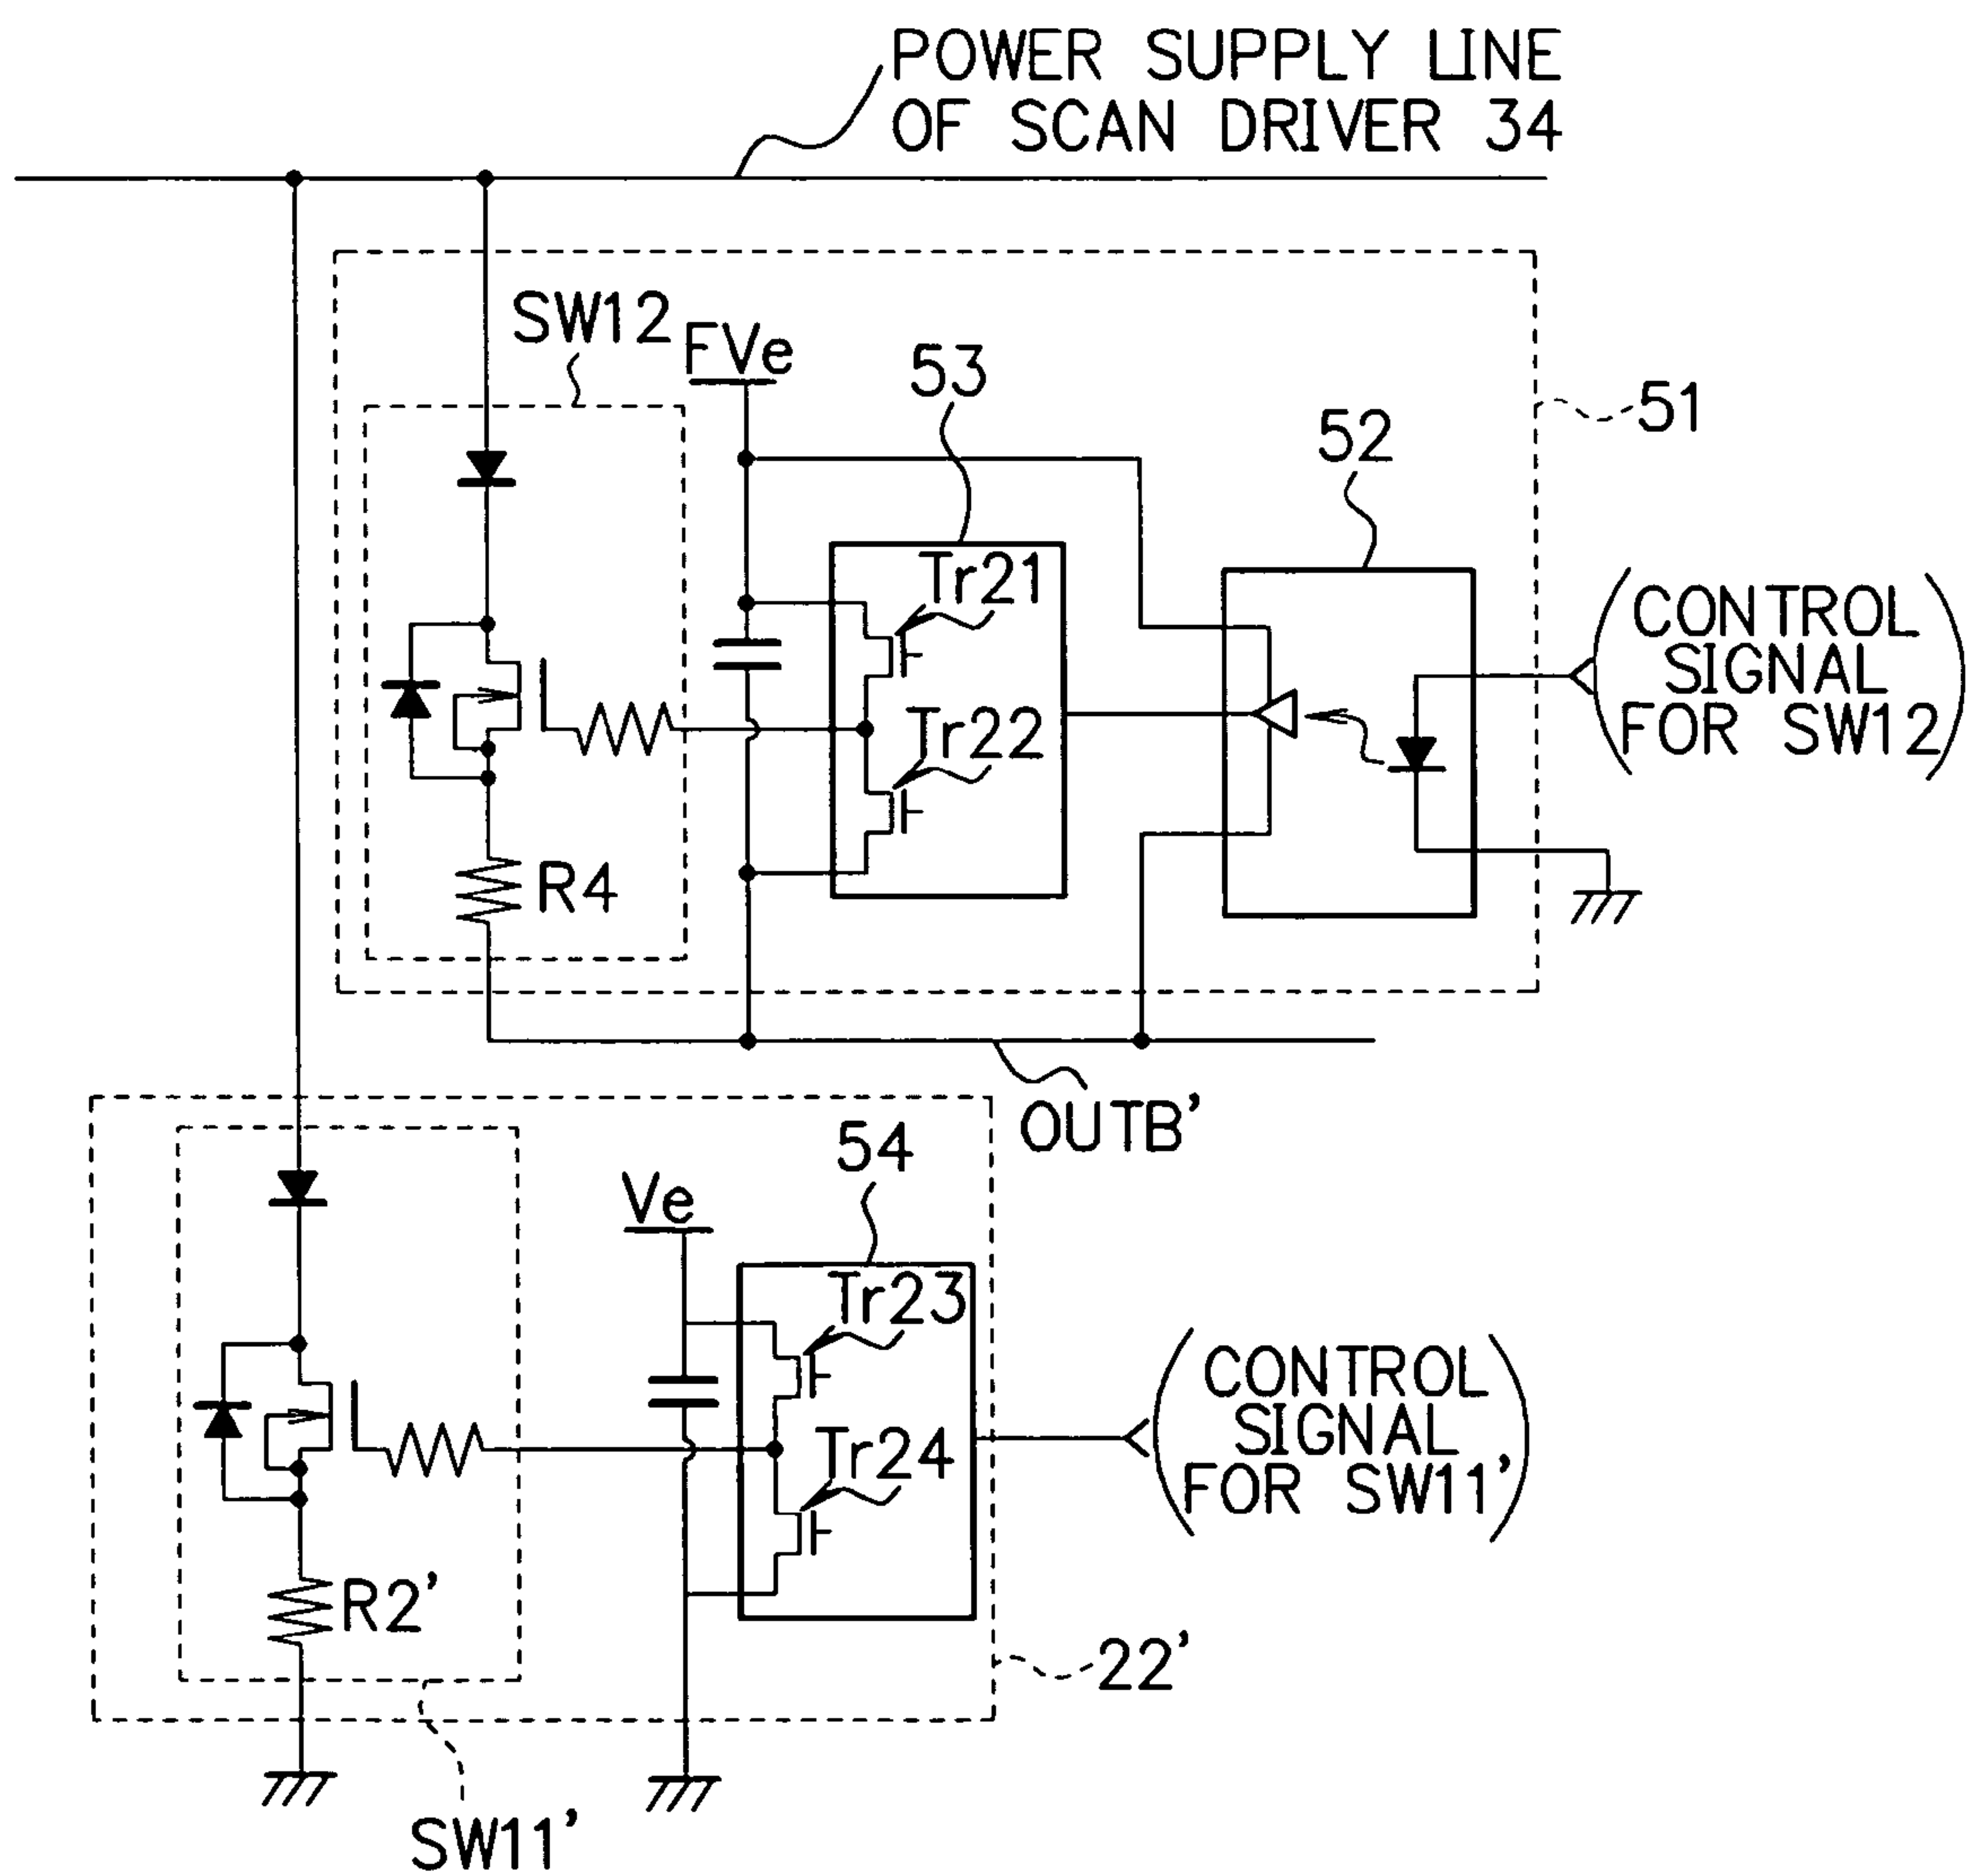 POWER SUPPLY LINE
OF SCAN DRIVER 34
SW12
FVe
53
51
52
Tr21
(CONTROL
SIGNAL
FOR SW12)
Tr22
R4
OUTB'
54
Ve
Tr23
(CONTROL
SIGNAL
FOR SW11')
Tr24
R2'
22'
SW11'